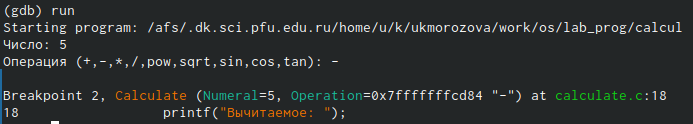 (gdb) run
Starting program: /afs/.dk.sci.pfu.edu.ru/home/u/k/ukmorozova/work/os/lab_prog/calcul
Число: 5
Операция (+,-,*,/,pow,sqrt,sin,cos,tan): -
Breakpoint 2, Calculate (Numeral=5, Operation=0x7fffffffcd84 "-") at calculate.c:18
18 printf("Вычитаемое: ");